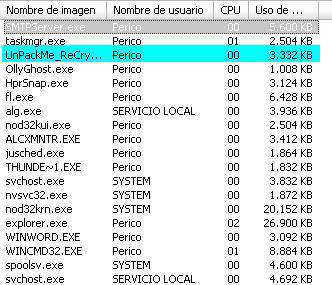 Nombre de imagen Nombre de usuario CPU Uso de ...
SMTPServer.exe Perico 00 5.600 KB
taskmgr.exe Perico 01 2.504 KB
UnPackMe_ReCry... Perico 00 3.332 KB
OllyGhost.exe Perico 00 1.008 KB
HprSnap.exe Perico 00 3.124 KB
fl.exe Perico 00 6.428 KB
alg.exe SERVICIO LOCAL 00 3.936 KB
nod32kui.exe Perico 00 2.504 KB
ALCXMNTR.EXE Perico 00 3.412 KB
jusched.exe Perico 00 1.864 KB
THUNDE~1.EXE Perico 00 1.832 KB
svchost.exe SYSTEM 00 3.832 KB
nvsvc32.exe SYSTEM 00 1.872 KB
nod32krn.exe SYSTEM 00 20.152 KB
explorer.exe Perico 02 26.900 KB
WINWORD.EXE Perico 00 3.092 KB
WINCMD32.EXE Perico 01 8.884 KB
spoolsv.exe SYSTEM 00 4.600 KB
svchost.exe SERVICIO LOCAL 00 4.692 KB